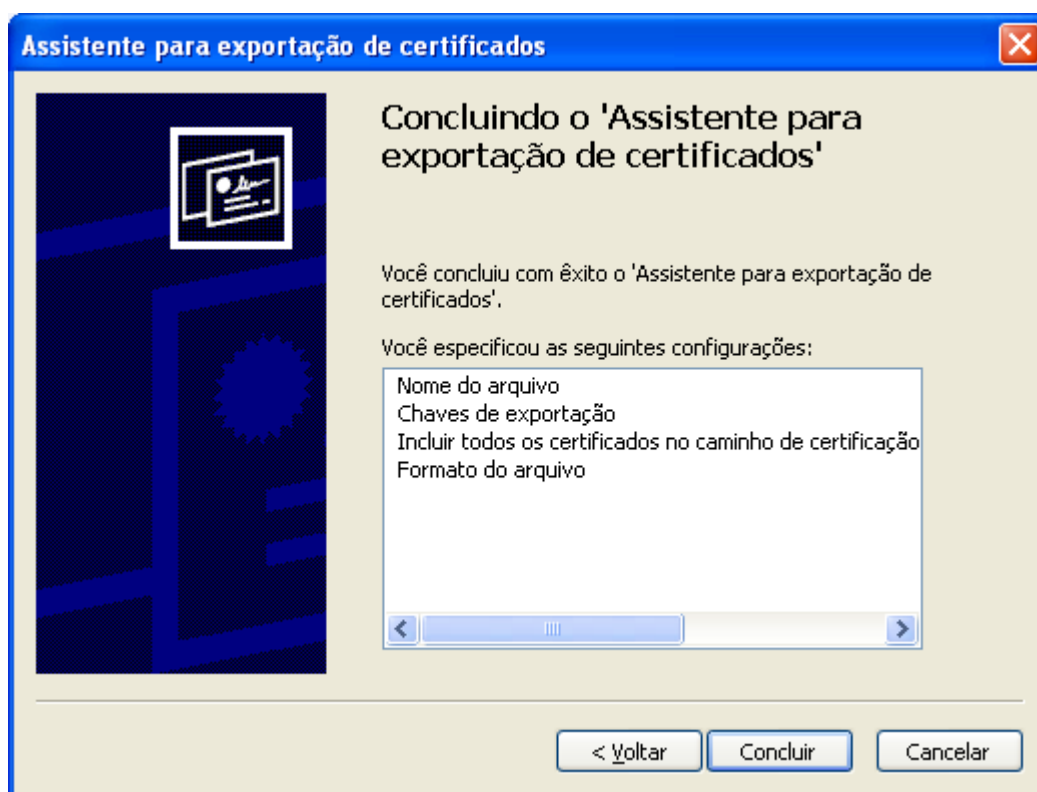 Assistente para exportação de certificados
Concluindo o 'Assistente para
exportação de certificados'
Você concluiu com êxito o 'Assistente para exportação de
certificados'.
Você especificou as seguintes configurações:
Nome do arquivo
Chaves de exportação
Incluir todos os certificados no caminho de certificação
Formato do arquivo
< Voltar
Concluir
Cancelar